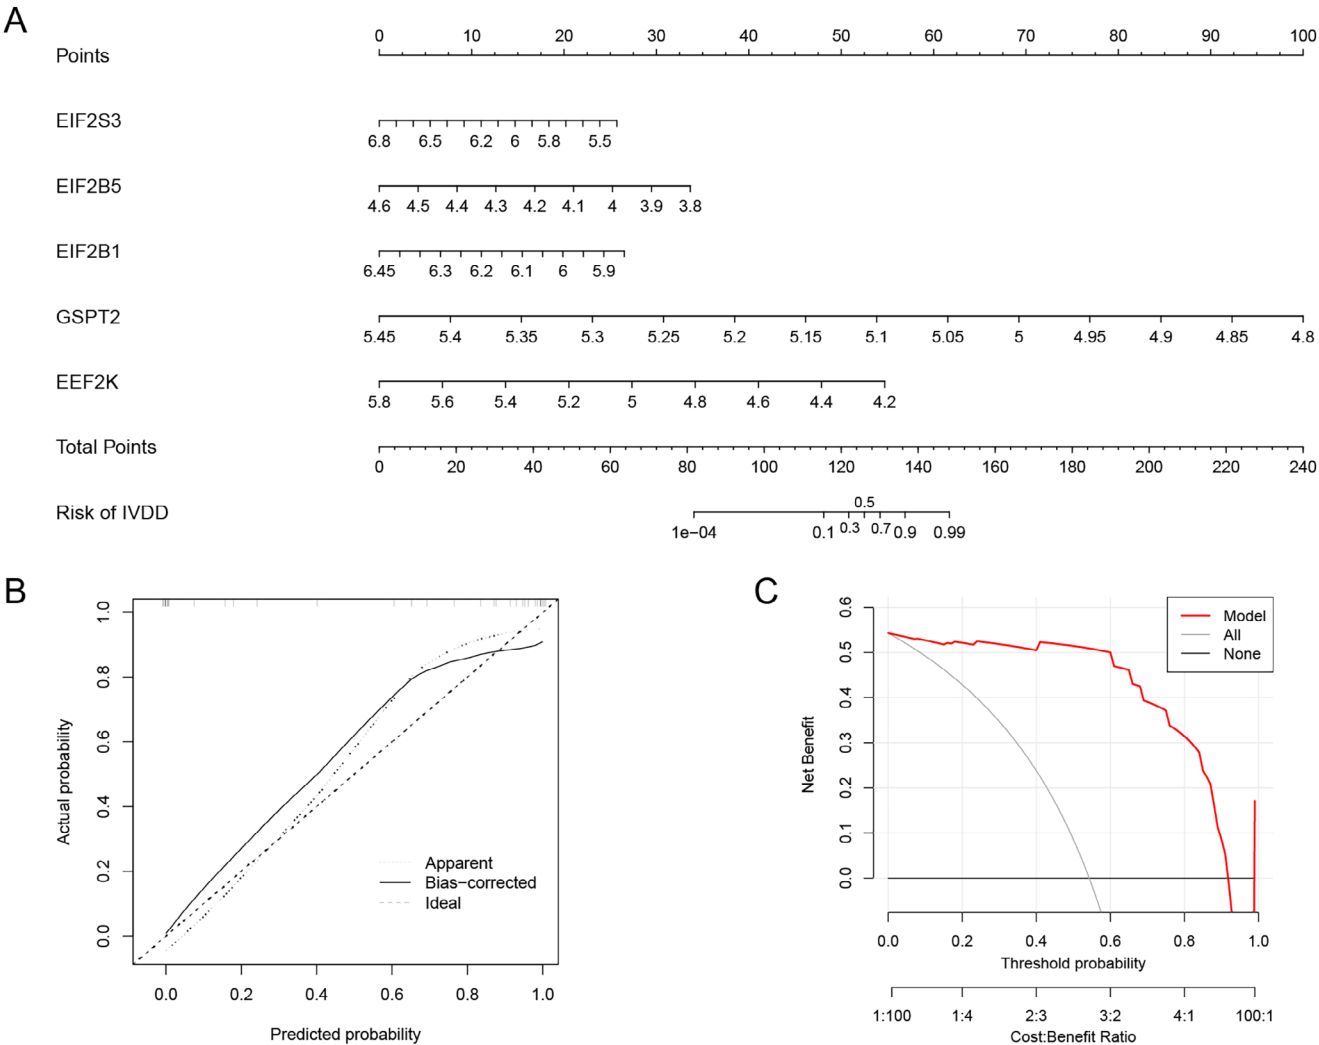 A
Points
0 10 20 30 40 50 60 70 80 90 100
EIF2S3
6.8 6.5 6.2 6 5.8 5.5
EIF2B5
4.6 4.5 4.4 4.3 4.2 4.1 4 3.9 3.8
EIF2B1
6.45 6.3 6.2 6.1 6 5.9
GSPT2
5.45 5.4 5.35 5.3 5.25 5.2 5.15 5.1 5.05 5 4.95 4.9 4.85 4.8
EEF2K
5.8 5.6 5.4 5.2 5 4.8 4.6 4.4 4.2
Total Points
0 20 40 60 80 100 120 140 160 180 200 220 240
Risk of IVDD
0.5
1e−04 0.1 0.3 0.7 0.9 0.99
B
Actual probability
1.0
0.8
0.6
0.4
0.2
0.0
Apparent
Bias−corrected
Ideal
0.0 0.2 0.4 0.6 0.8 1.0
Predicted probability
C
Net Benefit
0.6
0.5
0.4
0.3
0.2
0.1
0.0
Model
All
None
0.0 0.2 0.4 0.6 0.8 1.0
Threshold probability
1:100 1:4 2:3 3:2 4:1 100:1
Cost:Benefit Ratio